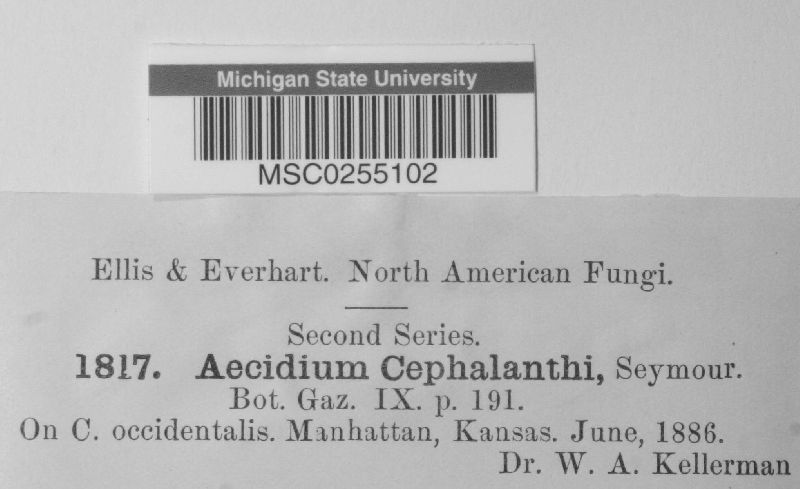 Michigan State University
MSC0255102
Ellis & Everhart. North American Fungi.
Second Series.
1817. Aecidium Cephalanthi, Seymour.
Bot. Gaz. IX. p. 191.
On C. occidentalis. Manhattan, Kansas. June, 1886.
Dr. W. A. Kellerman